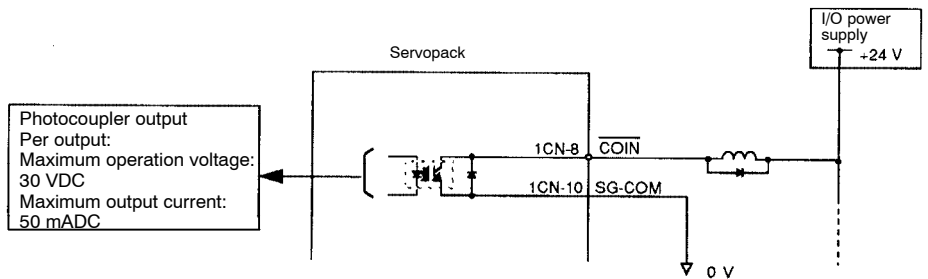 I/O power
supply
+24 V
Servopack
Photocoupler output
Per output:
Maximum operation voltage:
30 VDC
Maximum output current:
50 mADC
1CN-8 COIN
1CN-10 SG-COM
0 V